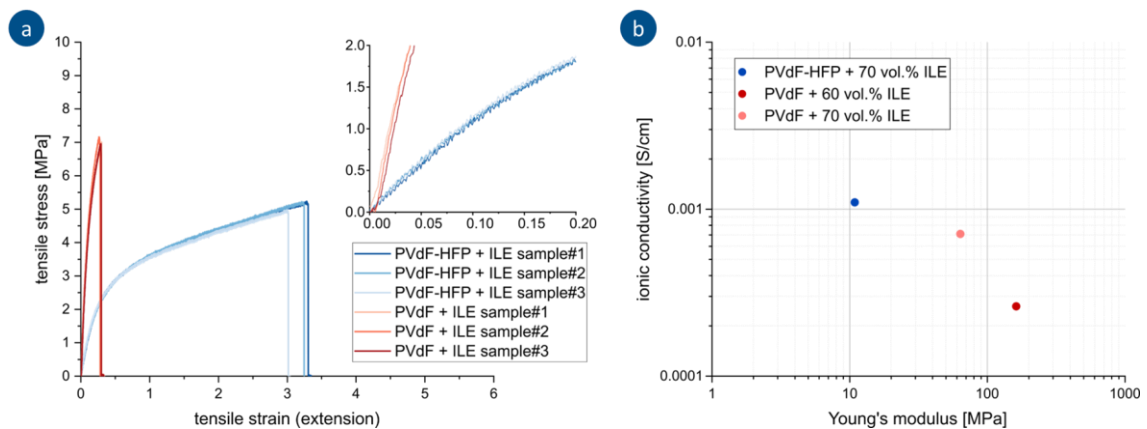 a
10
9
8
7
6
5
4
3
2
1
0
tensile stress [MPa]
0
1
2
3
4
5
6
tensile strain (extension)
2.0
1.5
1.0
0.5
0.0
0.00
0.05
0.10
0.15
0.20
PVdF-HFP + ILE sample#1
PVdF-HFP + ILE sample#2
PVdF-HFP + ILE sample#3
PVdF + ILE sample#1
PVdF + ILE sample#2
PVdF + ILE sample#3
b
0.01
0.001
0.0001
ionic conductivity [S/cm]
PVdF-HFP + 70 vol.% ILE
PVdF + 60 vol.% ILE
PVdF + 70 vol.% ILE
1
10
100
1000
Young's modulus [MPa]